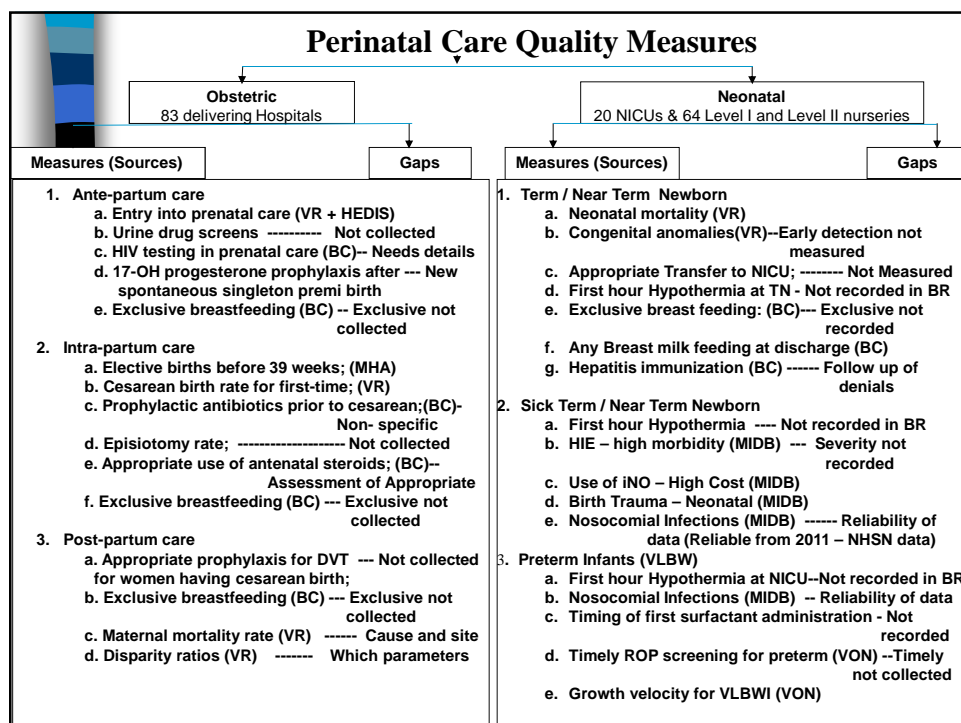 Perinatal Care Quality Measures
Obstetric
83 delivering Hospitals
Neonatal
20 NICUs & 64 Level I and Level II nurseries
Measures (Sources)
Gaps
Measures (Sources)
Gaps
1. Ante-partum care
a. Entry into prenatal care (VR + HEDIS)
b. Urine drug screens ---------- Not collected
c. HIV testing in prenatal care (BC)-- Needs details
d. 17-OH progesterone prophylaxis after --- New
spontaneous singleton premi birth
e. Exclusive breastfeeding (BC) -- Exclusive not
collected
2. Intra-partum care
a. Elective births before 39 weeks; (MHA)
b. Cesarean birth rate for first-time; (VR)
c. Prophylactic antibiotics prior to cesarean;(BC)-
Non- specific
d. Episiotomy rate; -------------------- Not collected
e. Appropriate use of antenatal steroids; (BC)--
Assessment of Appropriate
f. Exclusive breastfeeding (BC) --- Exclusive not
collected
3. Post-partum care
a. Appropriate prophylaxis for DVT --- Not collected
for women having cesarean birth;
b. Exclusive breastfeeding (BC) --- Exclusive not
collected
c. Maternal mortality rate (VR) ------ Cause and site
d. Disparity ratios (VR) ------- Which parameters
1. Term / Near Term Newborn
a. Neonatal mortality (VR)
b. Congenital anomalies(VR)--Early detection not
measured
c. Appropriate Transfer to NICU; -------- Not Measured
d. First hour Hypothermia at TN - Not recorded in BR
e. Exclusive breast feeding: (BC)--- Exclusive not
recorded
f. Any Breast milk feeding at discharge (BC)
g. Hepatitis immunization (BC) ------ Follow up of
denials
2. Sick Term / Near Term Newborn
a. First hour Hypothermia ---- Not recorded in BR
b. HIE – high morbidity (MIDB) --- Severity not
recorded
c. Use of iNO – High Cost (MIDB)
d. Birth Trauma – Neonatal (MIDB)
e. Nosocomial Infections (MIDB) ------ Reliability of
data (Reliable from 2011 – NHSN data)
3. Preterm Infants (VLBW)
a. First hour Hypothermia at NICU--Not recorded in BR
b. Nosocomial Infections (MIDB) -- Reliability of data
c. Timing of first surfactant administration - Not
recorded
d. Timely ROP screening for preterm (VON) --Timely
not collected
e. Growth velocity for VLBWI (VON)